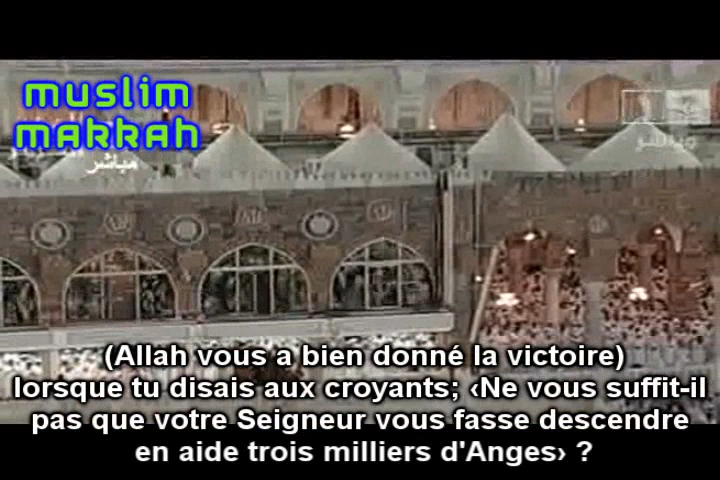 muslim
makkah
مباشر
مباشر
(Allah vous a bien donné la victoire)
lorsque tu disais aux croyants; ‹Ne vous suffit-il
pas que votre Seigneur vous fasse descendre
en aide trois milliers d'Anges› ?